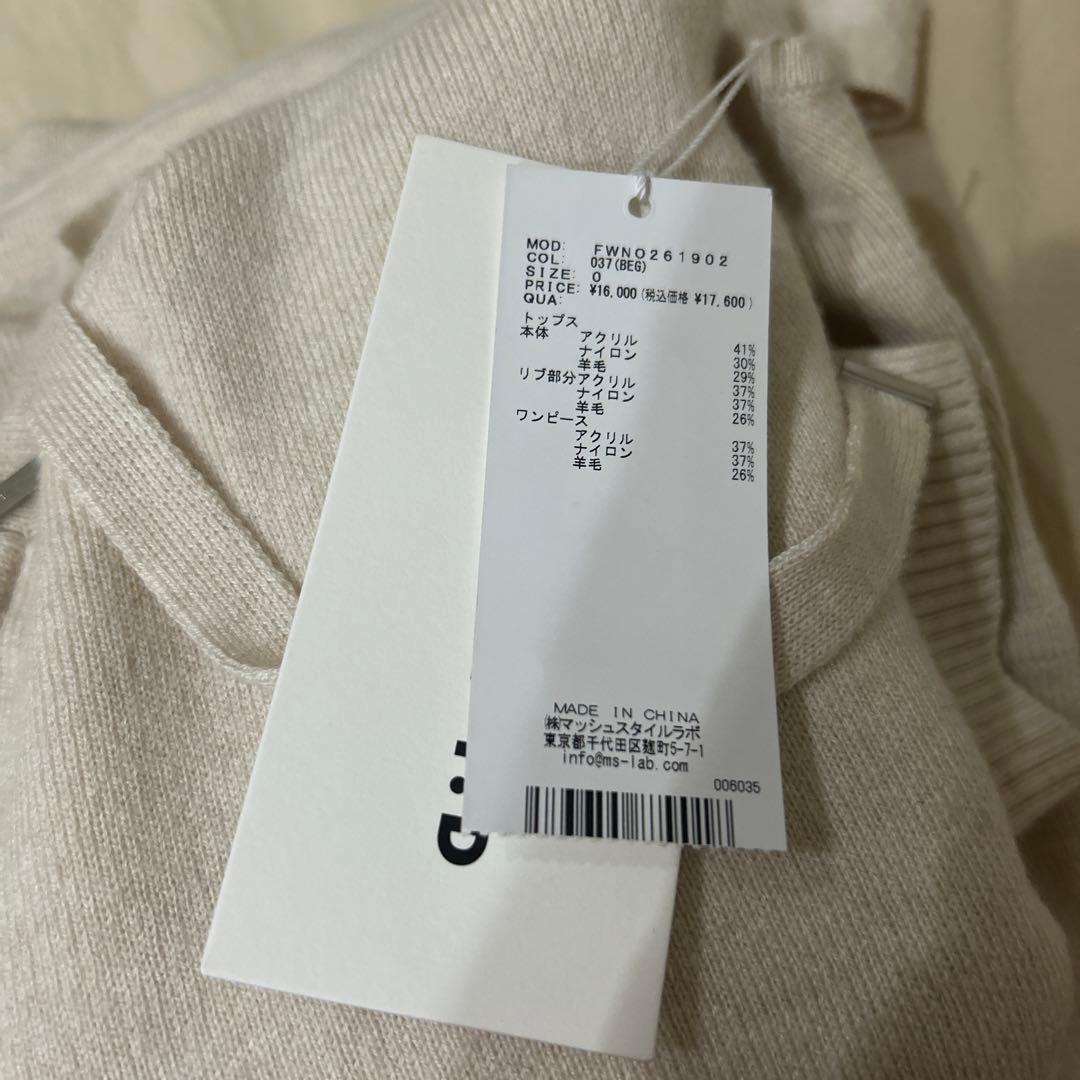 MOD: FWNO261902
COL: 037(BEG)
SIZE: 0
PRICE: ¥16,000 (税込価格 ¥17,600)
QUA:
トップス
本体 アクリル 41%
ナイロン 30%
羊毛 29%
リブ部分アクリル 37%
ナイロン 37%
羊毛 26%
ワンピース
アクリル 37%
ナイロン 37%
羊毛 26%
MADE IN CHINA
㈱マッシュスタイルラボ
東京都千代田区麹町5-7-1
info@ms-lab.com
006035